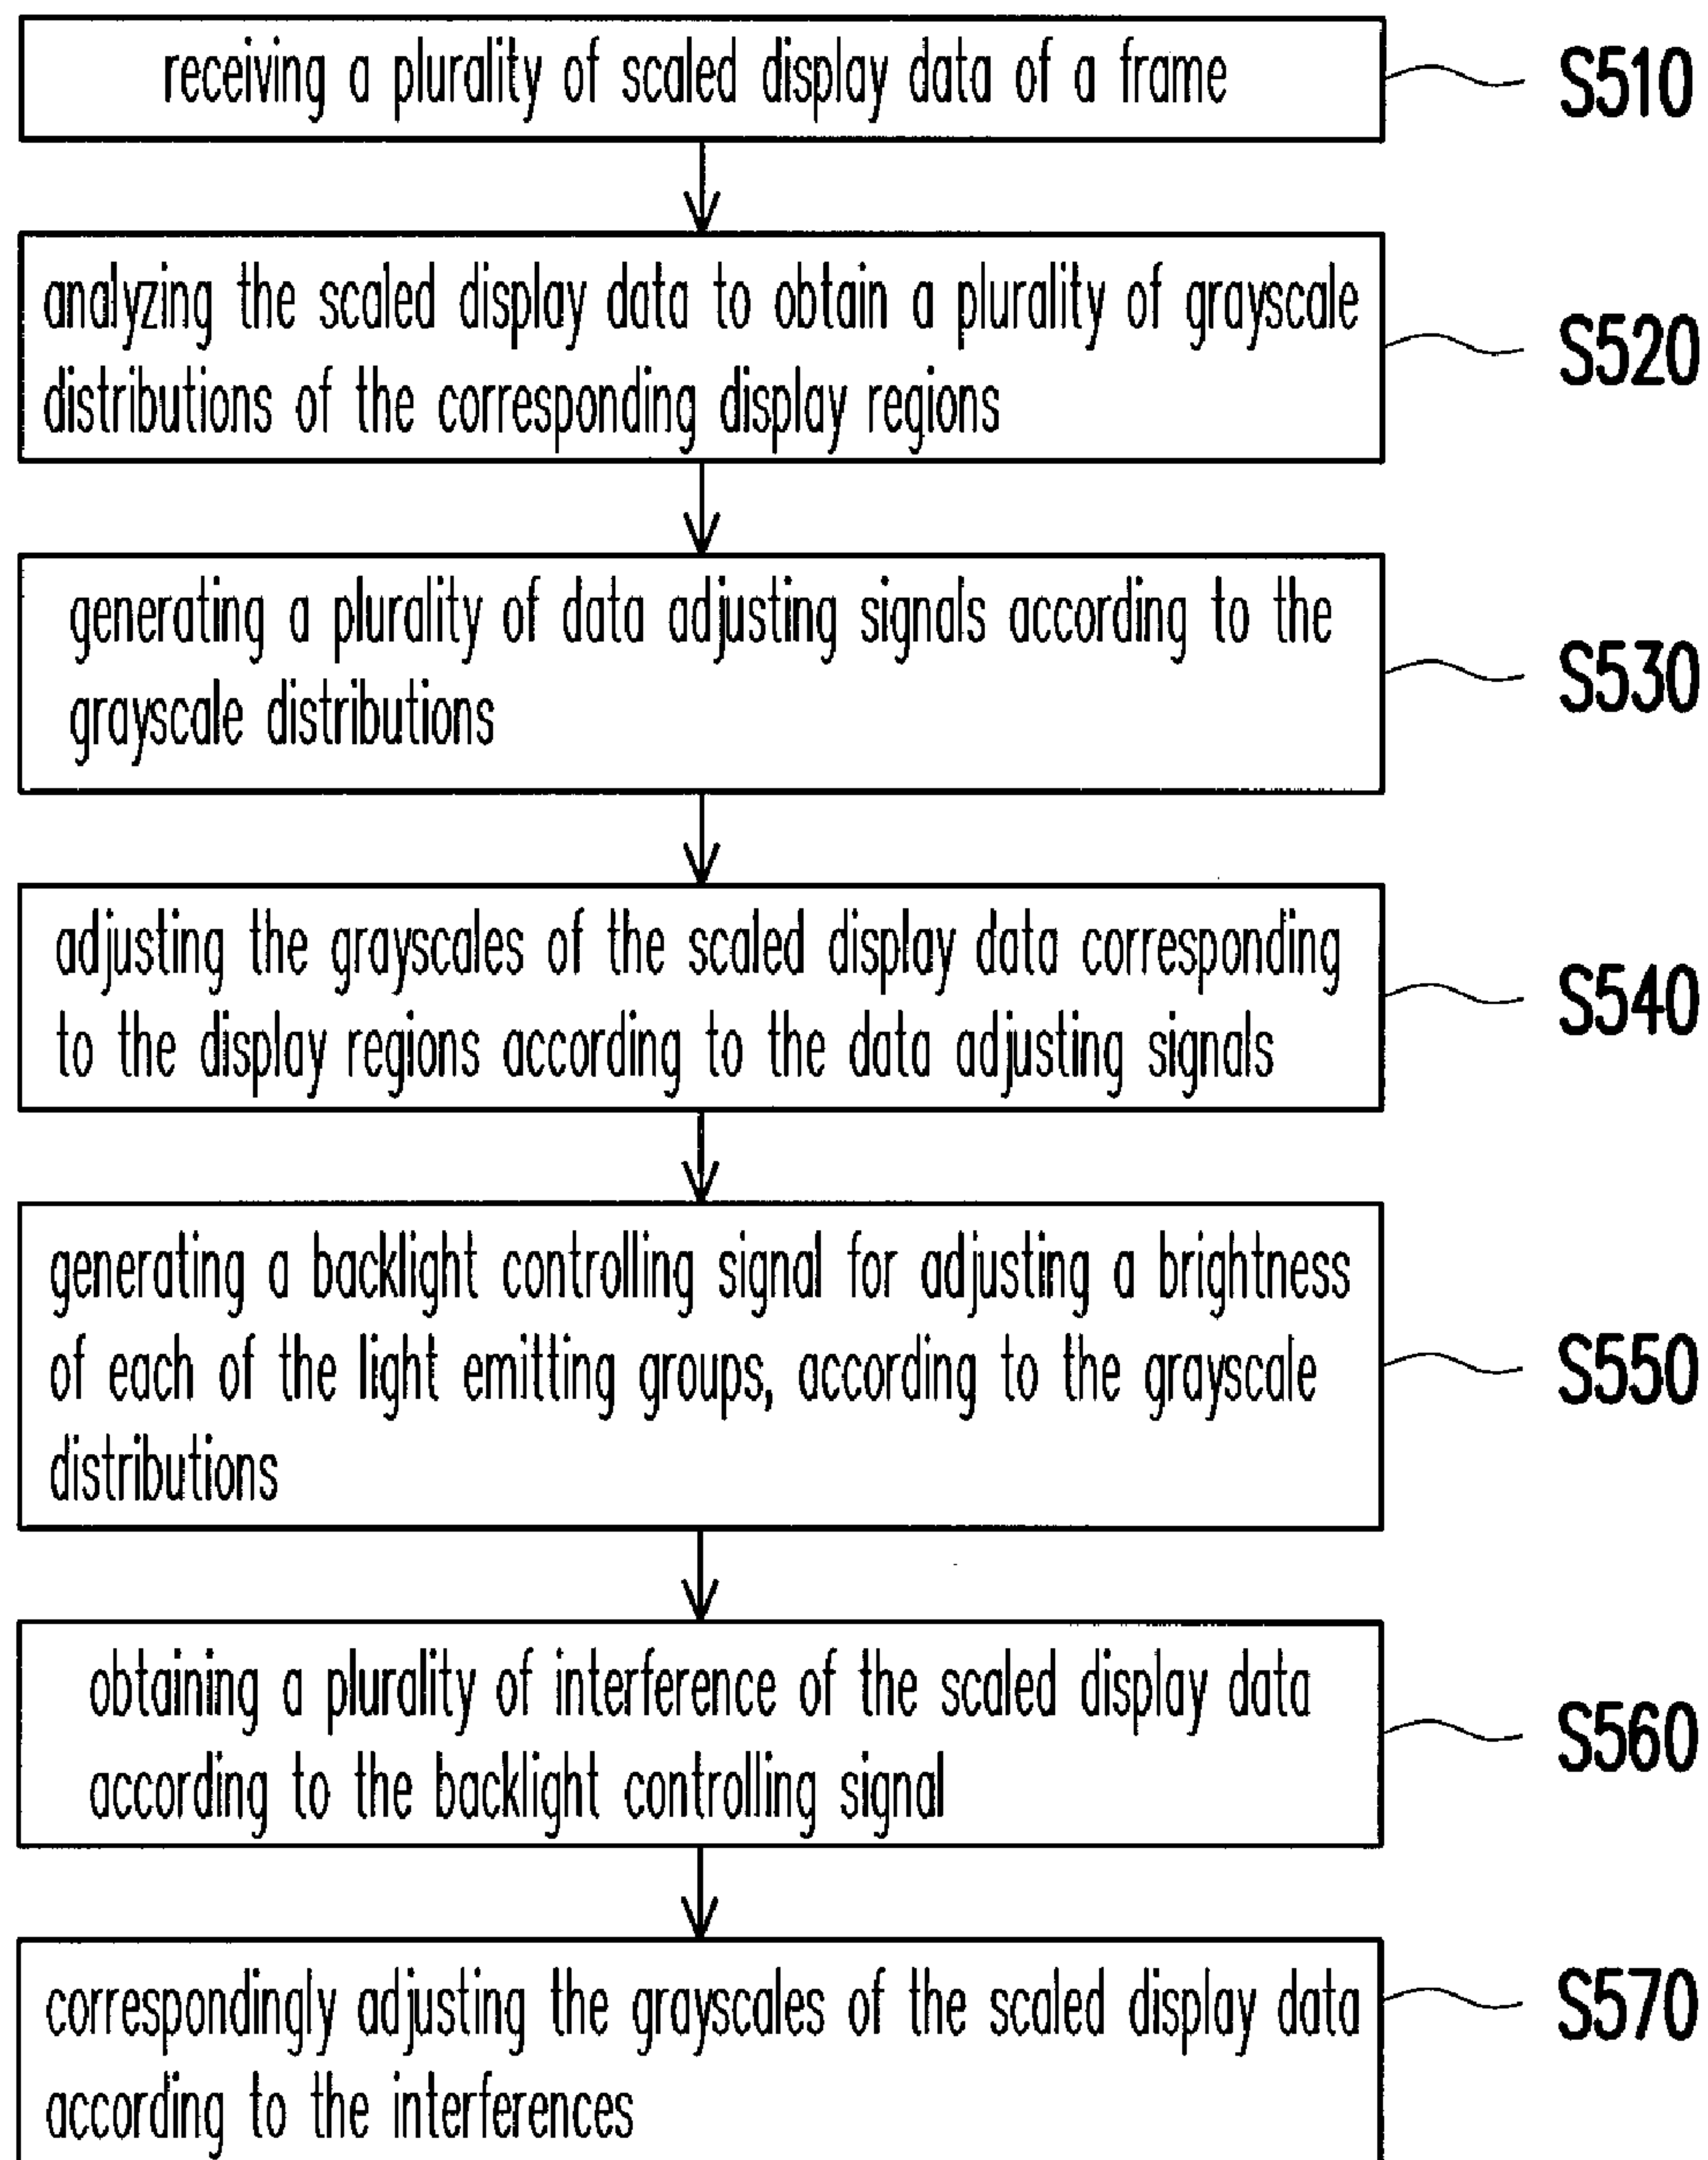 receiving a plurality of scaled display data of a frame
S510
analyzing the scaled display data to obtain a plurality of grayscale
distributions of the corresponding display regions
S520
generating a plurality of data adjusting signals according to the
grayscale distributions
S530
adjusting the grayscales of the scaled display data corresponding
to the display regions according to the data adjusting signals
S540
generating a backlight controlling signal for adjusting a brightness
of each of the light emitting groups, according to the grayscale
distributions
S550
obtaining a plurality of interference of the scaled display data
according to the backlight controlling signal
S560
correspondingly adjusting the grayscales of the scaled display data
according to the interferences
S570